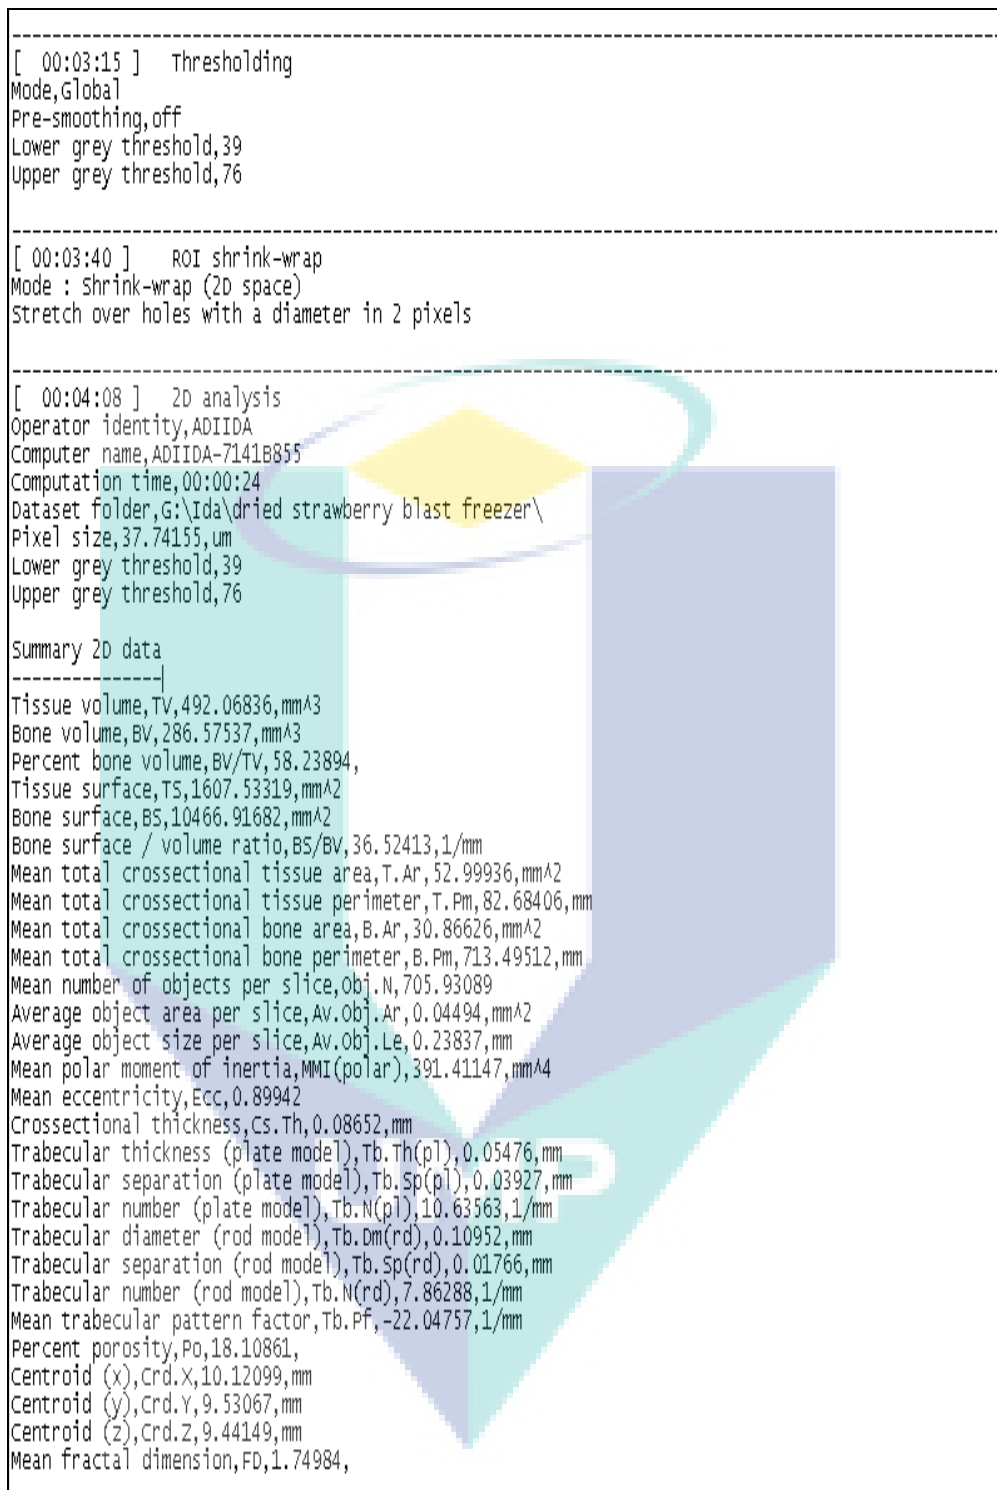 --------------------------------------------------------------------------------
[  00:03:15 ]   Thresholding
Mode,Global
Pre-smoothing,off
Lower grey threshold,39
Upper grey threshold,76
--------------------------------------------------------------------------------
[ 00:03:40 ]    ROI shrink-wrap
Mode : Shrink-wrap (2D space)
Stretch over holes with a diameter in 2 pixels
--------------------------------------------------------------------------------
[  00:04:08 ]   2D analysis
Operator identity,ADIIDA
Computer name,ADIIDA-7141B855
Computation time,00:00:24
Dataset folder,G:\Ida\dried strawberry blast freezer\
Pixel size,37.74155,um
Lower grey threshold,39
Upper grey threshold,76
Summary 2D data
---------------
Tissue volume,TV,492.06836,mm^3
Bone volume,BV,286.57537,mm^3
Percent bone volume,BV/TV,58.23894,
Tissue surface,TS,1607.53319,mm^2
Bone surface,BS,10466.91682,mm^2
Bone surface / volume ratio,BS/BV,36.52413,1/mm
Mean total crossectional tissue area,T.Ar,52.99936,mm^2
Mean total crossectional tissue perimeter,T.Pm,82.68406,mm
Mean total crossectional bone area,B.Ar,30.86626,mm^2
Mean total crossectional bone perimeter,B.Pm,713.49512,mm
Mean number of objects per slice,Obj.N,705.93089
Average object area per slice,Av.Obj.Ar,0.04494,mm^2
Average object size per slice,Av.Obj.Le,0.23837,mm
Mean polar moment of inertia,MMI(polar),391.41147,mm^4
Mean eccentricity,Ecc,0.89942
Crossectional thickness,Cs.Th,0.08652,mm
Trabecular thickness (plate model),Tb.Th(pl),0.05476,mm
Trabecular separation (plate model),Tb.Sp(pl),0.03927,mm
Trabecular number (plate model),Tb.N(pl),10.63563,1/mm
Trabecular diameter (rod model),Tb.Dm(rd),0.10952,mm
Trabecular separation (rod model),Tb.Sp(rd),0.01766,mm
Trabecular number (rod model),Tb.N(rd),7.86288,1/mm
Mean trabecular pattern factor,Tb.Pf,-22.04757,1/mm
Percent porosity,Po,18.10861,
Centroid (x),Crd.X,10.12099,mm
Centroid (y),Crd.Y,9.53067,mm
Centroid (z),Crd.Z,9.44149,mm
Mean fractal dimension,FD,1.74984,
UMP